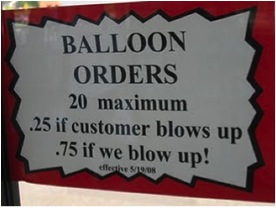 BALLOON
ORDERS
20 maximum
.25 if customer blows up
.75 if we blow up!
effective 5/19/08